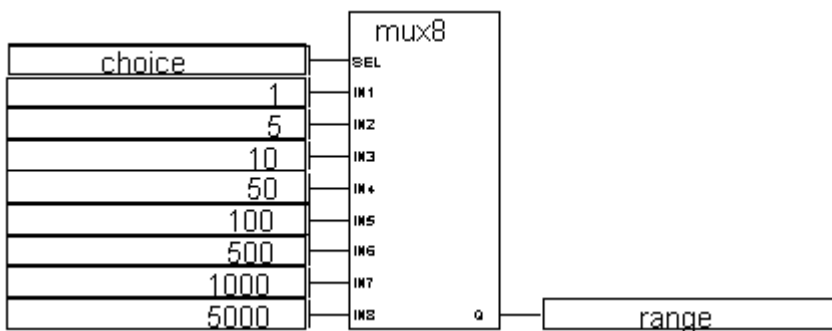 mux8
choice SEL
1 IN1
5 IN2
10 IN3
50 IN4
100 IN5
500 IN6
1000 IN7
5000 IN8 Q range